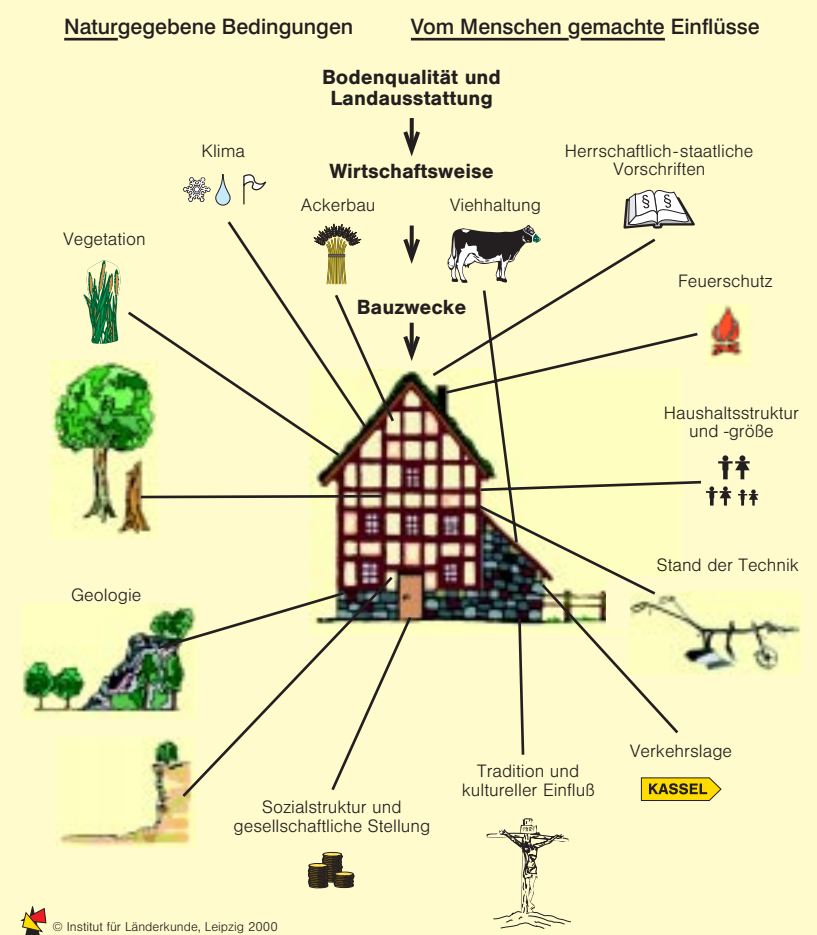 Naturgegebene Bedingungen
Vom Menschen gemachte Einflüsse
Bodenqualität und
Landausstattung
Klima
Wirtschaftsweise
Herrschaftlich-staatliche
Vorschriften
§ §
Ackerbau
Viehhaltung
Vegetation
Feuerschutz
Bauzwecke
Haushaltsstruktur
und -größe
Stand der Technik
Geologie
Verkehrslage
KASSEL
Tradition und
kultureller Einfluß
Sozialstruktur und
gesellschaftliche Stellung
© Institut für Länderkunde, Leipzig 2000